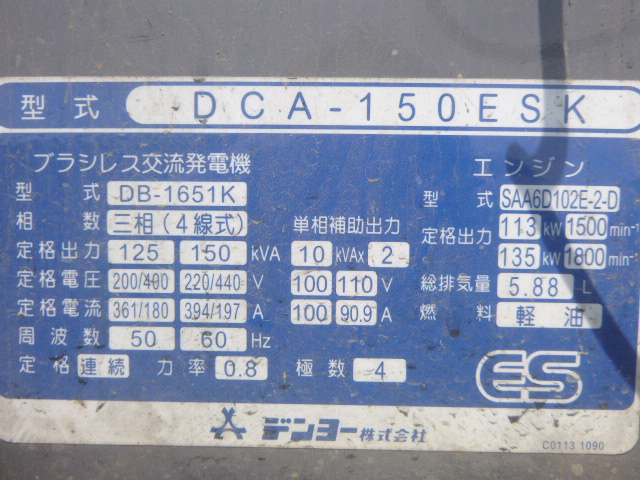 型式 DCA-150ESK
ブラシレス交流発電機
型式 DB-1651K
相数 三相(4線式) 単相補助出力
定格出力 125 150 kVA 10 kVAx 2
定格電圧 200/400 220/440 V 100 110 V
定格電流 361/180 394/197 A 100 90.9 A
周波数 50 60 Hz
定格 連続 力率 0.8 極数 4
エンジン
型式 SAA6D102E-2-D
定格出力 113 kW 1500 min⁻¹
135 kW 1800 min⁻¹
総排気量 5.88 L
燃料 軽油
ES
デンヨー株式会社
C0113 1090